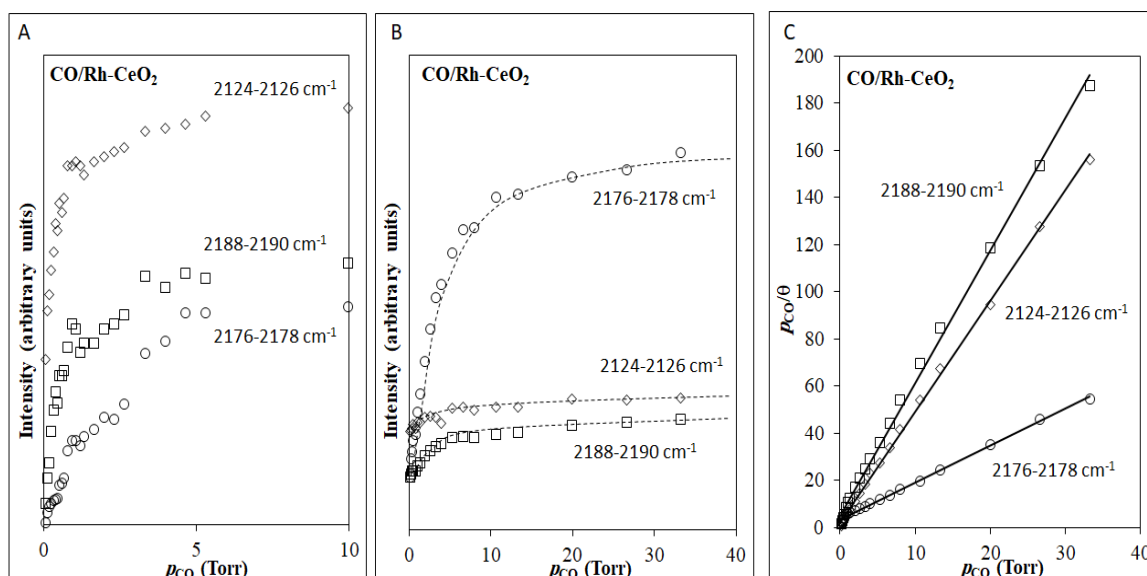 A
CO/Rh-CeO₂
2124-2126 cm⁻¹
2188-2190 cm⁻¹
2176-2178 cm⁻¹
Intensity (arbitrary units)
0 5 10
pCO (Torr)
B
CO/Rh-CeO₂
2176-2178 cm⁻¹
2124-2126 cm⁻¹
2188-2190 cm⁻¹
Intensity (arbitrary units)
0 10 20 30 40
pCO (Torr)
C
CO/Rh-CeO₂
200
180
160
140
120
100
80
60
40
20
0
2188-2190 cm⁻¹
2124-2126 cm⁻¹
2176-2178 cm⁻¹
pCO/θ
0 10 20 30 40
pCO (Torr)